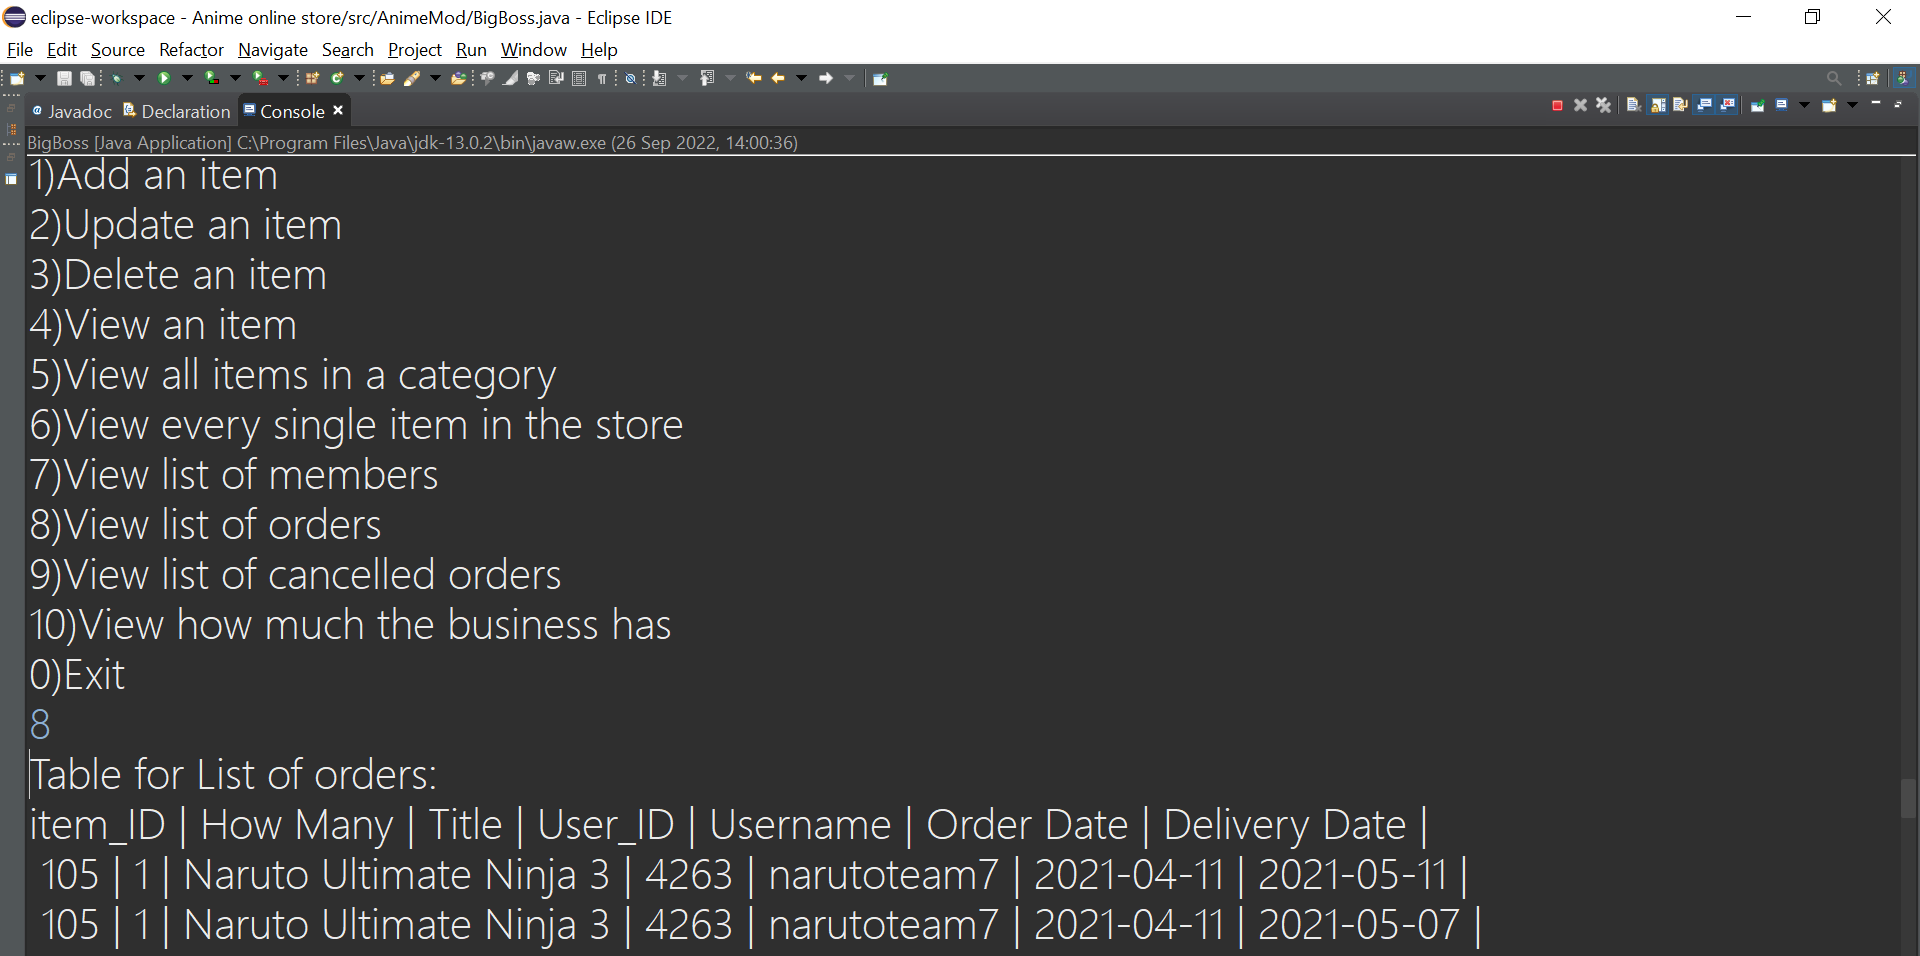 eclipse-workspace - Anime online store/src/AnimeMod/BigBoss.java - Eclipse IDE
File Edit Source Refactor Navigate Search Project Run Window Help
Javadoc Declaration Console
BigBoss [Java Application] C:\Program Files\Java\jdk-13.0.2\bin\javaw.exe (26 Sep 2022, 14:00:36)
1)Add an item
2)Update an item
3)Delete an item
4)View an item
5)View all items in a category
6)View every single item in the store
7)View list of members
8)View list of orders
9)View list of cancelled orders
10)View how much the business has
0)Exit
8
Table for List of orders:
item_ID | How Many | Title | User_ID | Username | Order Date | Delivery Date |
105 | 1 | Naruto Ultimate Ninja 3 | 4263 | narutoteam7 | 2021-04-11 | 2021-05-11 |
105 | 1 | Naruto Ultimate Ninja 3 | 4263 | narutoteam7 | 2021-04-11 | 2021-05-07 |